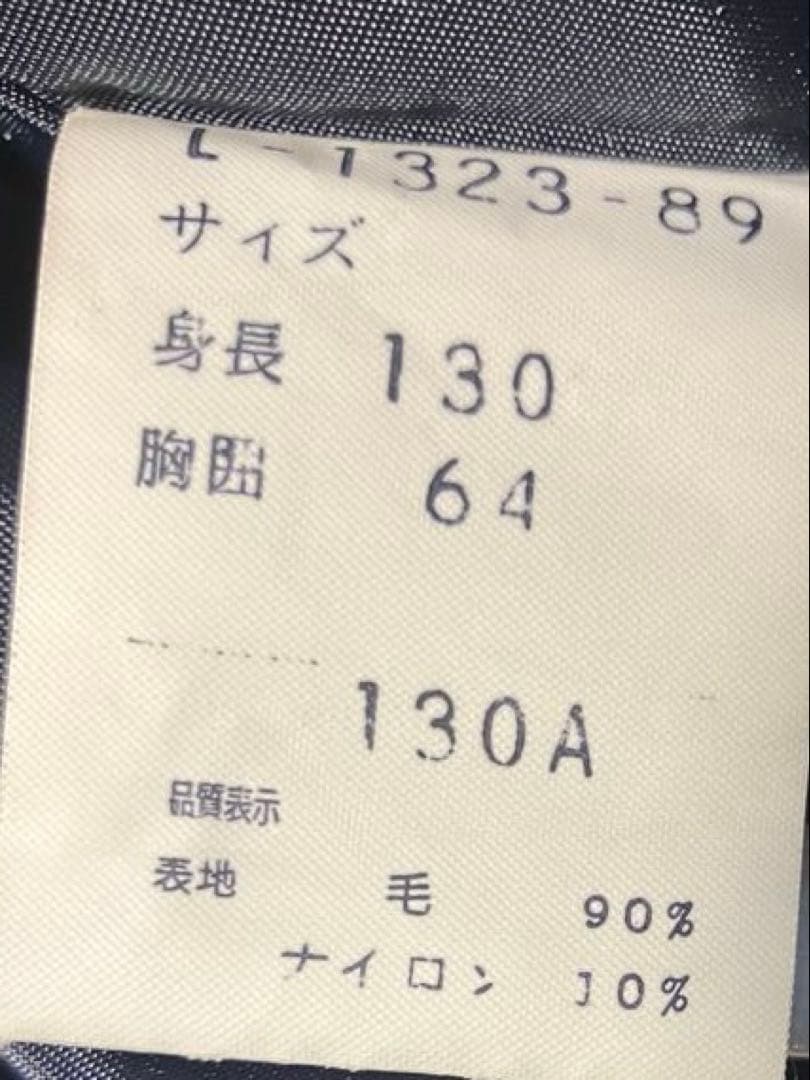 L-1323-89
サイズ
身長 130
胸囲 64
130A
品質表示
表地 毛 90%
ナイロン 10%